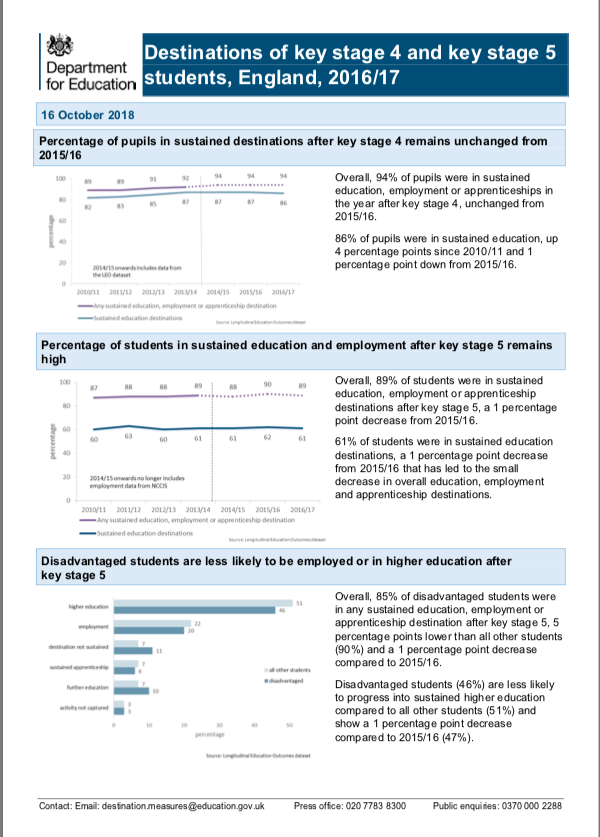 Department
for Education
Destinations of key stage 4 and key stage 5
students, England, 2016/17
16 October 2018
Percentage of pupils in sustained destinations after key stage 4 remains unchanged from
2015/16
100
80
60
40
20
0
percentage
89 89 91 92 94 94 94
82 83 85 87 87 87 86
2014/15 onwards includes data from
the LEO dataset
2010/11 2011/12 2012/13 2013/14 2014/15 2015/16 2016/17
Any sustained education, employment or apprenticeship destination
Sustained education destinations
Source: Longitudinal Education Outcomes dataset
Overall, 94% of pupils were in sustained
education, employment or apprenticeships in
the year after key stage 4, unchanged from
2015/16.
86% of pupils were in sustained education, up
4 percentage points since 2010/11 and 1
percentage point down from 2015/16.
Percentage of students in sustained education and employment after key stage 5 remains
high
100
80
60
40
20
0
percentage
87 88 88 89 88 90 89
60 63 60 61 61 62 61
2014/15 onwards no longer includes
employment data from NCCIS
2010/11 2011/12 2012/13 2013/14 2014/15 2015/16 2016/17
Any sustained education, employment or apprenticeship destination
Sustained education destinations
Source: Longitudinal Education Outcomes dataset
Overall, 89% of students were in sustained
education, employment or apprenticeship
destinations after key stage 5, a 1 percentage
point decrease from 2015/16.
61% of students were in sustained education
destinations, a 1 percentage point decrease
from 2015/16 that has led to the small
decrease in overall education, employment
and apprenticeship destinations.
Disadvantaged students are less likely to be employed or in higher education after
key stage 5
higher education 51
46
employment 22
20
destination not sustained 7
11
sustained apprenticeship 7
6
further education 7
10
activity not captured 3
3
all other students
disadvantaged
0 10 20 30 40 50
percentage
Source: Longitudinal Education Outcomes dataset
Overall, 85% of disadvantaged students were
in any sustained education, employment or
apprenticeship destination after key stage 5, 5
percentage points lower than all other students
(90%) and a 1 percentage point decrease
compared to 2015/16.
Disadvantaged students (46%) are less likely
to progress into sustained higher education
compared to all other students (51%) and
show a 1 percentage point decrease
compared to 2015/16 (47%).
Contact: Email: destination.measures@education.gov.uk Press office: 020 7783 8300 Public enquiries: 0370 000 2288